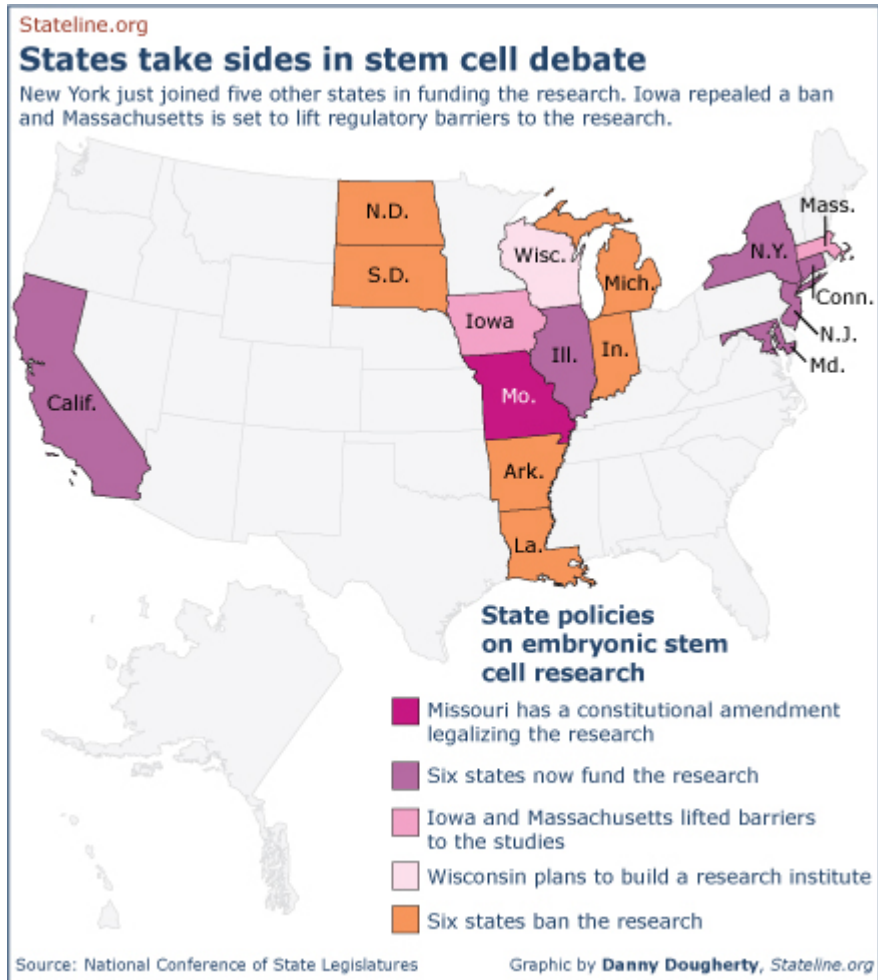 Stateline.org
States take sides in stem cell debate
New York just joined five other states in funding the research. Iowa repealed a ban
and Massachusetts is set to lift regulatory barriers to the research.
N.D.
S.D.
Wisc.
Mich.
Mass.
N.Y.
Conn.
N.J.
Md.
Iowa
Ill.
In.
Calif.
Mo.
Ark.
La.
State policies
on embryonic stem
cell research
Missouri has a constitutional amendment
legalizing the research
Six states now fund the research
Iowa and Massachusetts lifted barriers
to the studies
Wisconsin plans to build a research institute
Six states ban the research
Source: National Conference of State Legislatures
Graphic by Danny Dougherty, Stateline.org